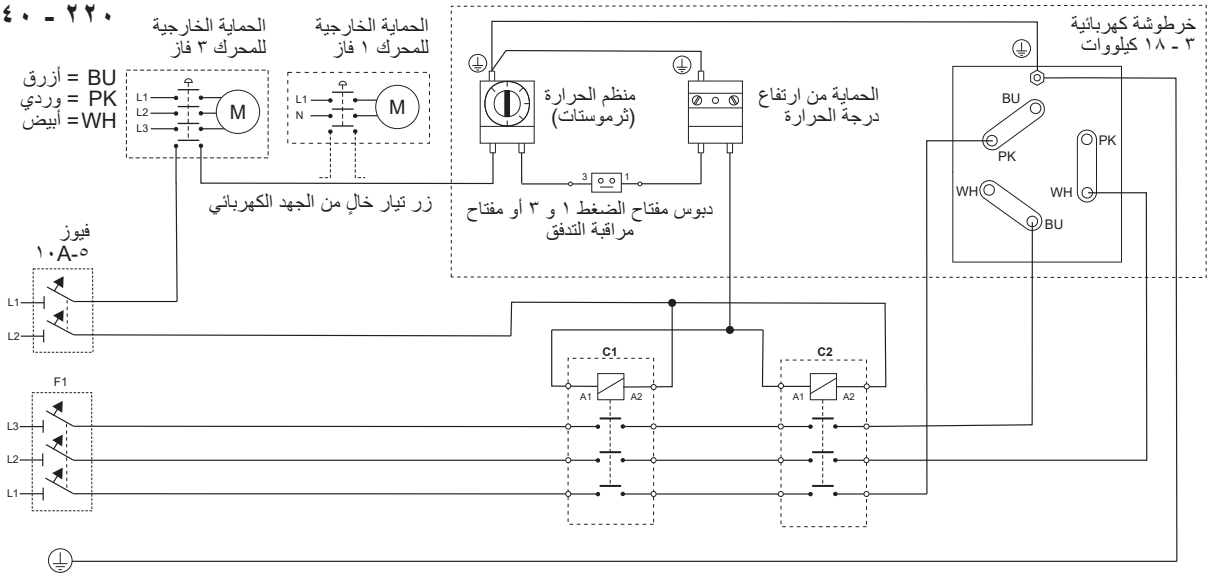 ٢٢٠ - ٤٠
الحماية الخارجية
للمحرك ٣ فاز
الحماية الخارجية
للمحرك ١ فاز
خرطوشة كهربائية
٣ - ١٨ كيلووات
BU = أزرق
PK = وردي
WH = أبيض
L1
L2
L3
M
L1
N
M
منظم الحرارة
(ثرموستات)
الحماية من ارتفاع
درجة الحرارة
BU
PK
PK
WH
WH
BU
3
1
زر تيار خالٍ من الجهد الكهربائي
دبوس مفتاح الضغط ١ و ٣ أو مفتاح
مراقبة التدفق
فيوز
٥-١٠A
L1
L2
C1
C2
A1
A2
A1
A2
F1
L3
L2
L1